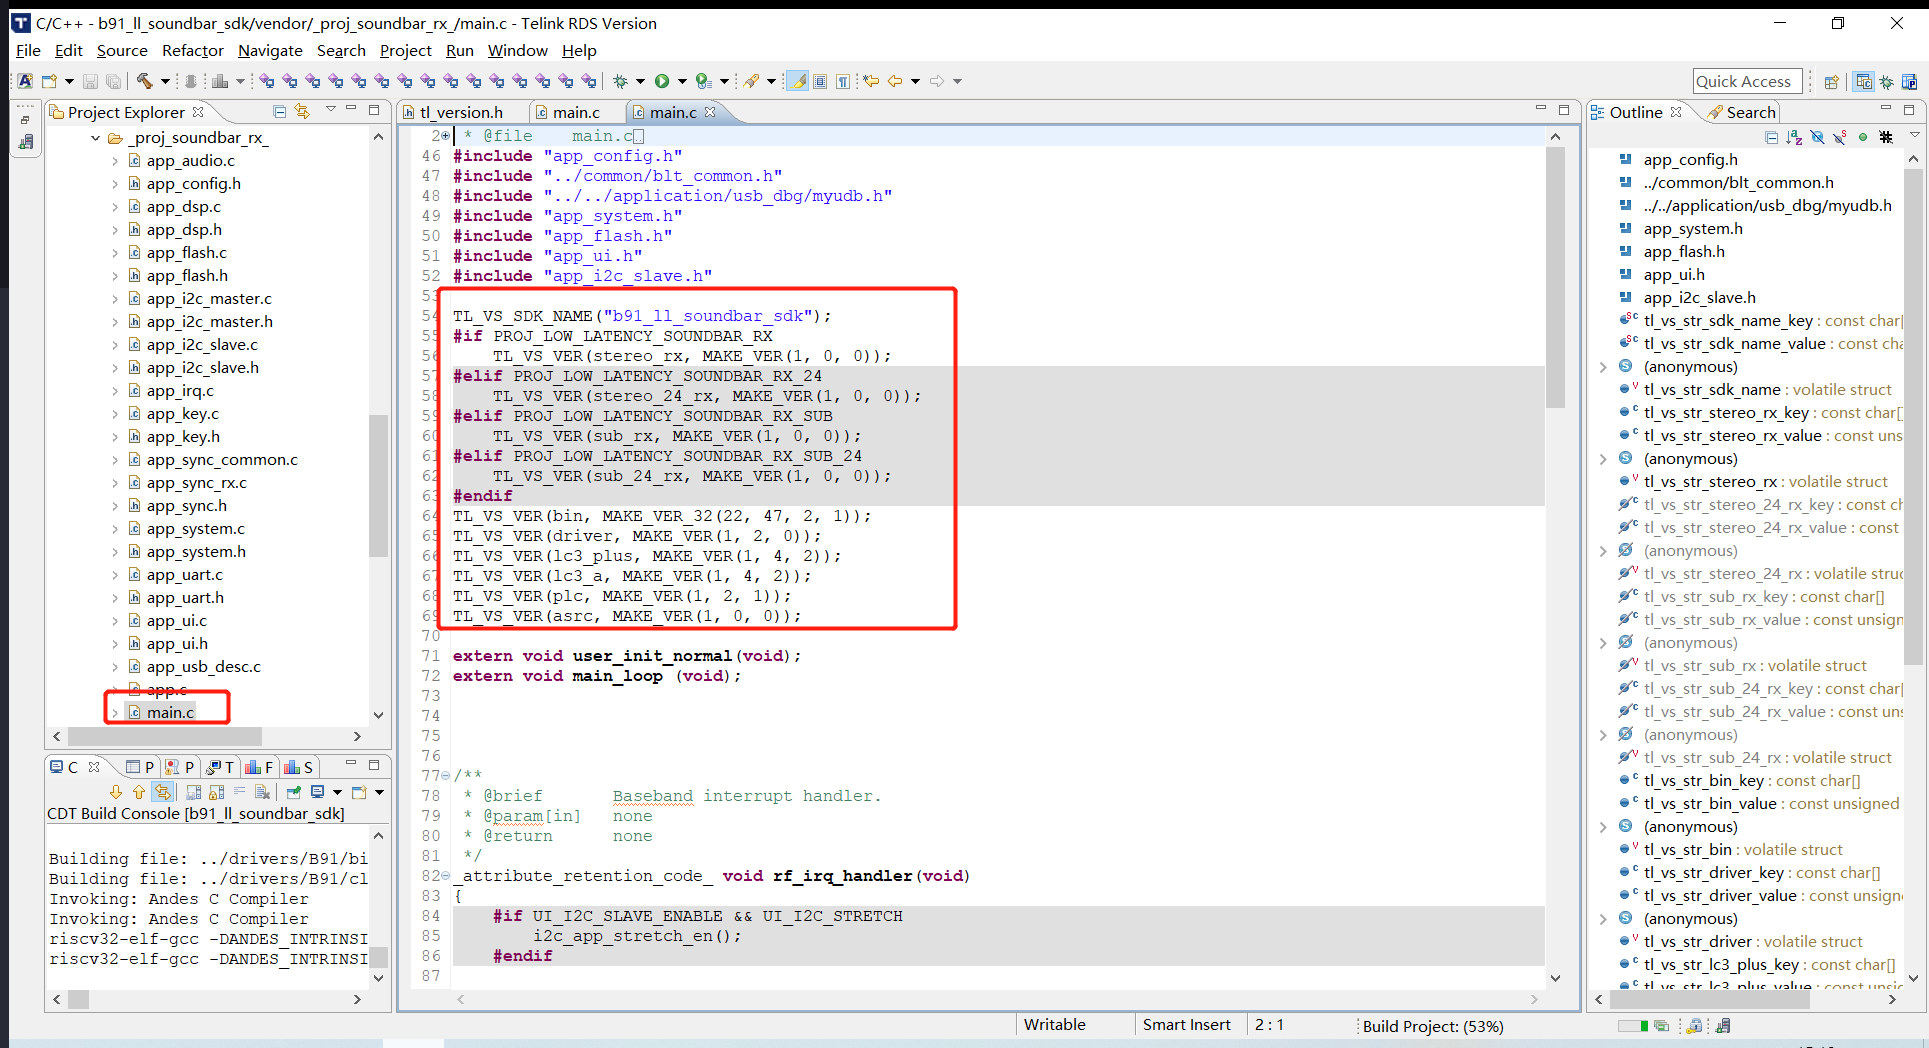 C/C++ - b91_ll_soundbar_sdk/vendor/_proj_soundbar_rx_/main.c - Telink RDS Version
File Edit Source Refactor Navigate Search Project Run Window Help
Quick Access
Project Explorer
_proj_soundbar_rx_
app_audio.c
app_config.h
app_dsp.c
app_dsp.h
app_flash.c
app_flash.h
app_i2c_master.c
app_i2c_master.h
app_i2c_slave.c
app_i2c_slave.h
app_irq.c
app_key.c
app_key.h
app_sync_common.c
app_sync_rx.c
app_sync.h
app_system.c
app_system.h
app_uart.c
app_uart.h
app_ui.c
app_ui.h
app_usb_desc.c
app.c
main.c
C P P T F S
CDT Build Console [b91_ll_soundbar_sdk]
Building file: ../drivers/B91/bi
Building file: ../drivers/B91/cl
Invoking: Andes C Compiler
Invoking: Andes C Compiler
riscv32-elf-gcc -DANDES_INTRINSI
riscv32-elf-gcc -DANDES_INTRINSI
tl_version.h main.c main.c
2 * @file main.c
46 #include "app_config.h"
47 #include "../common/blt_common.h"
48 #include "../../application/usb_dbg/myudb.h"
49 #include "app_system.h"
50 #include "app_flash.h"
51 #include "app_ui.h"
52 #include "app_i2c_slave.h"
53
54 TL_VS_SDK_NAME("b91_ll_soundbar_sdk");
55 #if PROJ_LOW_LATENCY_SOUNDBAR_RX
56 TL_VS_VER(stereo_rx, MAKE_VER(1, 0, 0));
57 #elif PROJ_LOW_LATENCY_SOUNDBAR_RX_24
58 TL_VS_VER(stereo_24_rx, MAKE_VER(1, 0, 0));
59 #elif PROJ_LOW_LATENCY_SOUNDBAR_RX_SUB
60 TL_VS_VER(sub_rx, MAKE_VER(1, 0, 0));
61 #elif PROJ_LOW_LATENCY_SOUNDBAR_RX_SUB_24
62 TL_VS_VER(sub_24_rx, MAKE_VER(1, 0, 0));
63 #endif
64 TL_VS_VER(bin, MAKE_VER_32(22, 47, 2, 1));
65 TL_VS_VER(driver, MAKE_VER(1, 2, 0));
66 TL_VS_VER(lc3_plus, MAKE_VER(1, 4, 2));
67 TL_VS_VER(lc3_a, MAKE_VER(1, 4, 2));
68 TL_VS_VER(plc, MAKE_VER(1, 2, 1));
69 TL_VS_VER(asrc, MAKE_VER(1, 0, 0));
70
71 extern void user_init_normal(void);
72 extern void main_loop (void);
73
74
75
76
77 /**
78 * @brief Baseband interrupt handler.
79 * @param[in] none
80 * @return none
81 */
82 _attribute_retention_code_ void rf_irq_handler(void)
83 {
84 #if UI_I2C_SLAVE_ENABLE && UI_I2C_STRETCH
85 i2c_app_stretch_en();
86 #endif
87
Outline Search
app_config.h
../common/blt_common.h
../../application/usb_dbg/myudb.h
app_system.h
app_flash.h
app_ui.h
app_i2c_slave.h
tl_vs_str_sdk_name_key : const char[
tl_vs_str_sdk_name_value : const cha
(anonymous)
tl_vs_str_sdk_name : volatile struct
tl_vs_str_stereo_rx_key : const char[]
tl_vs_str_stereo_rx_value : const uns
(anonymous)
tl_vs_str_stereo_rx : volatile struct
tl_vs_str_stereo_24_rx_key : const ch
tl_vs_str_stereo_24_rx_value : const
(anonymous)
tl_vs_str_stereo_24_rx : volatile struc
tl_vs_str_sub_rx_key : const char[]
tl_vs_str_sub_rx_value : const unsign
(anonymous)
tl_vs_str_sub_rx : volatile struct
tl_vs_str_sub_24_rx_key : const char[
tl_vs_str_sub_24_rx_value : const uns
(anonymous)
tl_vs_str_sub_24_rx : volatile struct
tl_vs_str_bin_key : const char[]
tl_vs_str_bin_value : const unsigned
(anonymous)
tl_vs_str_bin : volatile struct
tl_vs_str_driver_key : const char[]
tl_vs_str_driver_value : const unsign
(anonymous)
tl_vs_str_driver : volatile struct
tl_vs_str_lc3_plus_key : const char[]
tl_vs_str_lc3_plus_value : const unsig
Writable Smart Insert 2 : 1 Build Project: (53%)